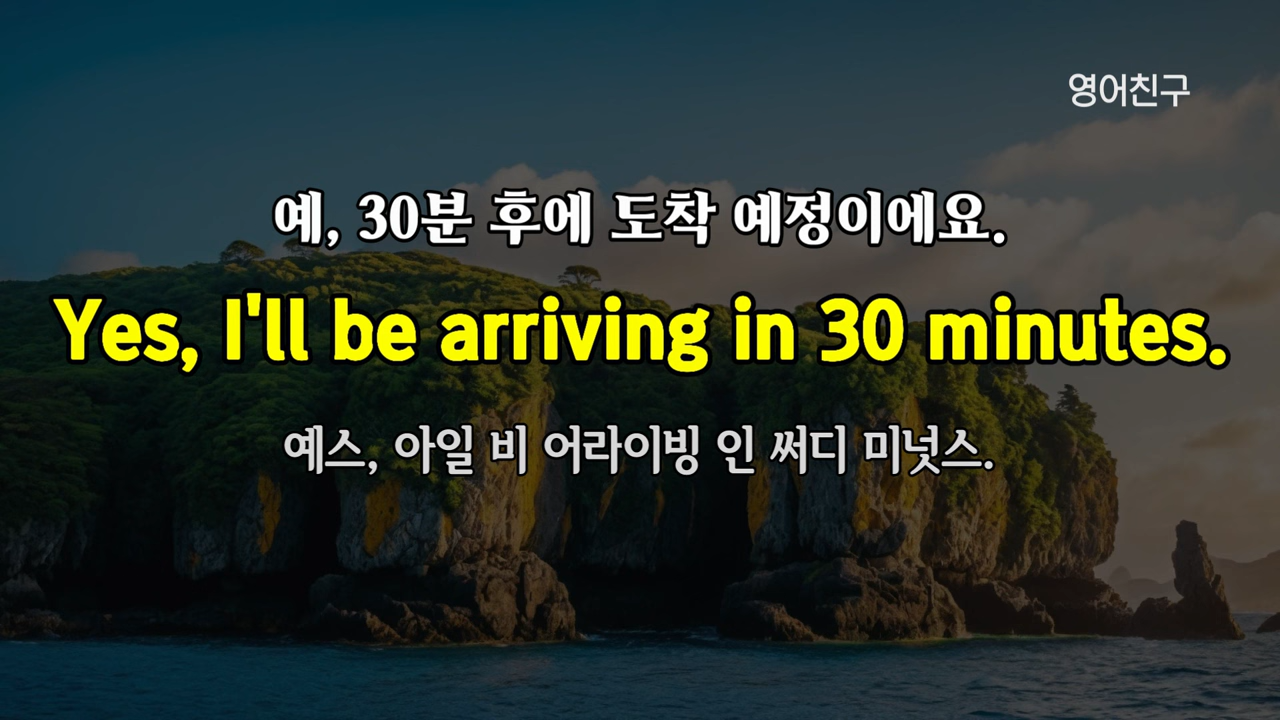 영어친구
예, 30분 후에 도착 예정이에요.
Yes, I'll be arriving in 30 minutes.
예스, 아일 비 어라이빙 인 써디 미넛스.